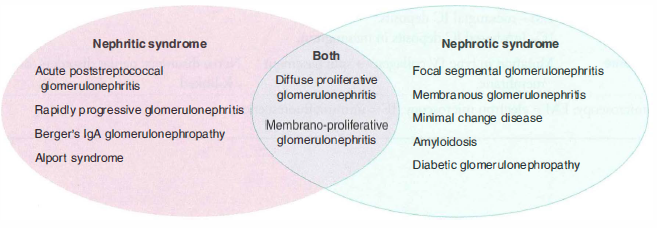 Nephritic syndrome
Acute poststreptococcal
glomerulonephritis
Rapidly progressive glomerulonephritis
Berger's IgA glomerulonephropathy
Alport syndrome
Both
Diffuse proliferative
glomerulonephritis
Membrano-proliferative
glomerulonephritis
Nephrotic syndrome
Focal segmental glomerulonephritis
Membranous glomerulonephritis
Minimal change disease
Amyloidosis
Diabetic glomerulonephropathy